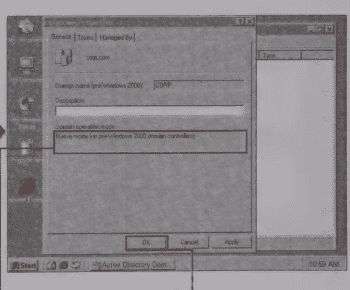 General | Trusts | Managed By
corp.com
Domain name (pre-Windows 2000): CORP
Description:
Type
Domain operation mode:
Native mode (no pre-Windows 2000 domain controllers)
OK Cancel Apply
Start
Active Directory Dom...
10:59 AM